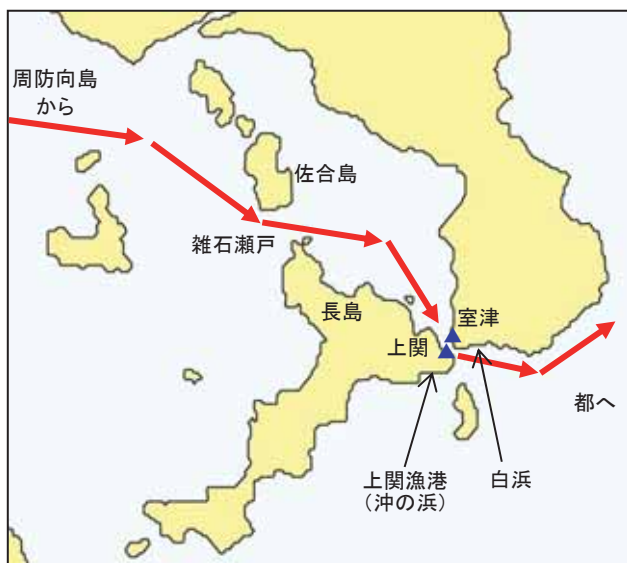 周防向島
から
佐合島
雑石瀬戸
長島
室津
上関
都へ
上関漁港
(沖の浜)
白浜